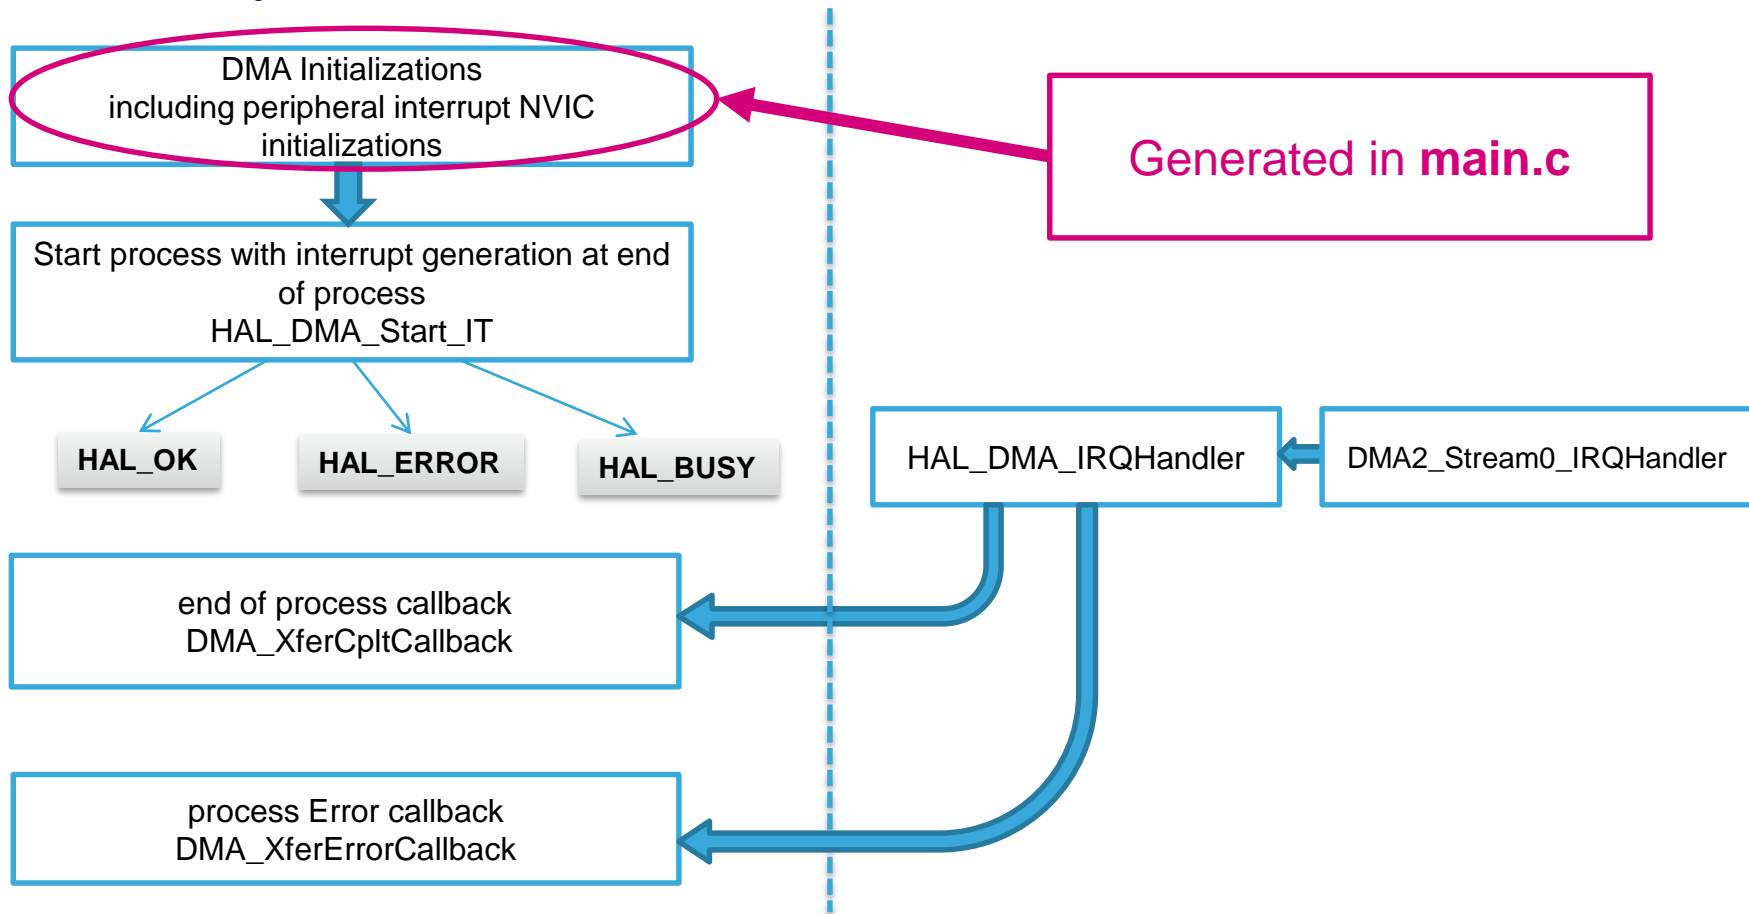 DMA Initializations
including peripheral interrupt NVIC
initializations
Generated in main.c
Start process with interrupt generation at end
of process
HAL_DMA_Start_IT
HAL_OK
HAL_ERROR
HAL_BUSY
HAL_DMA_IRQHandler
DMA2_Stream0_IRQHandler
end of process callback
DMA_XferCpltCallback
process Error callback
DMA_XferErrorCallback